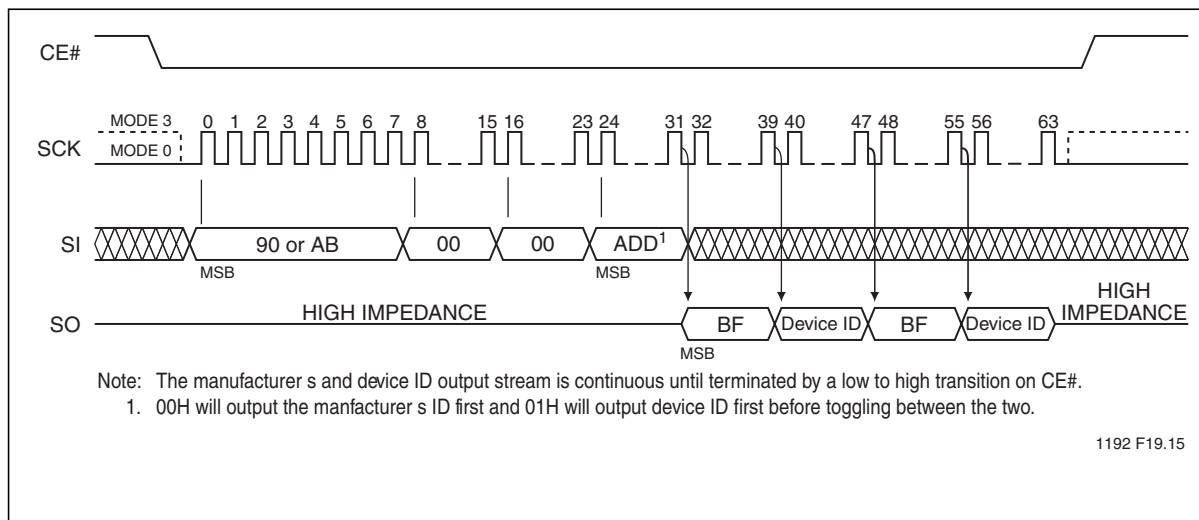 CE#
MODE 3 0 1 2 3 4 5 6 7 8 15 16 23 24 31 32 39 40 47 48 55 56 63
SCK MODE 0
SI 90 or AB 00 00 ADD1
MSB MSB
HIGH IMPEDANCE HIGH IMPEDANCE
SO BF Device ID BF Device ID
MSB
Note: The manufacturer s and device ID output stream is continuous until terminated by a low to high transition on CE#.
1. 00H will output the manfacturer s ID first and 01H will output device ID first before toggling between the two.
1192 F19.15